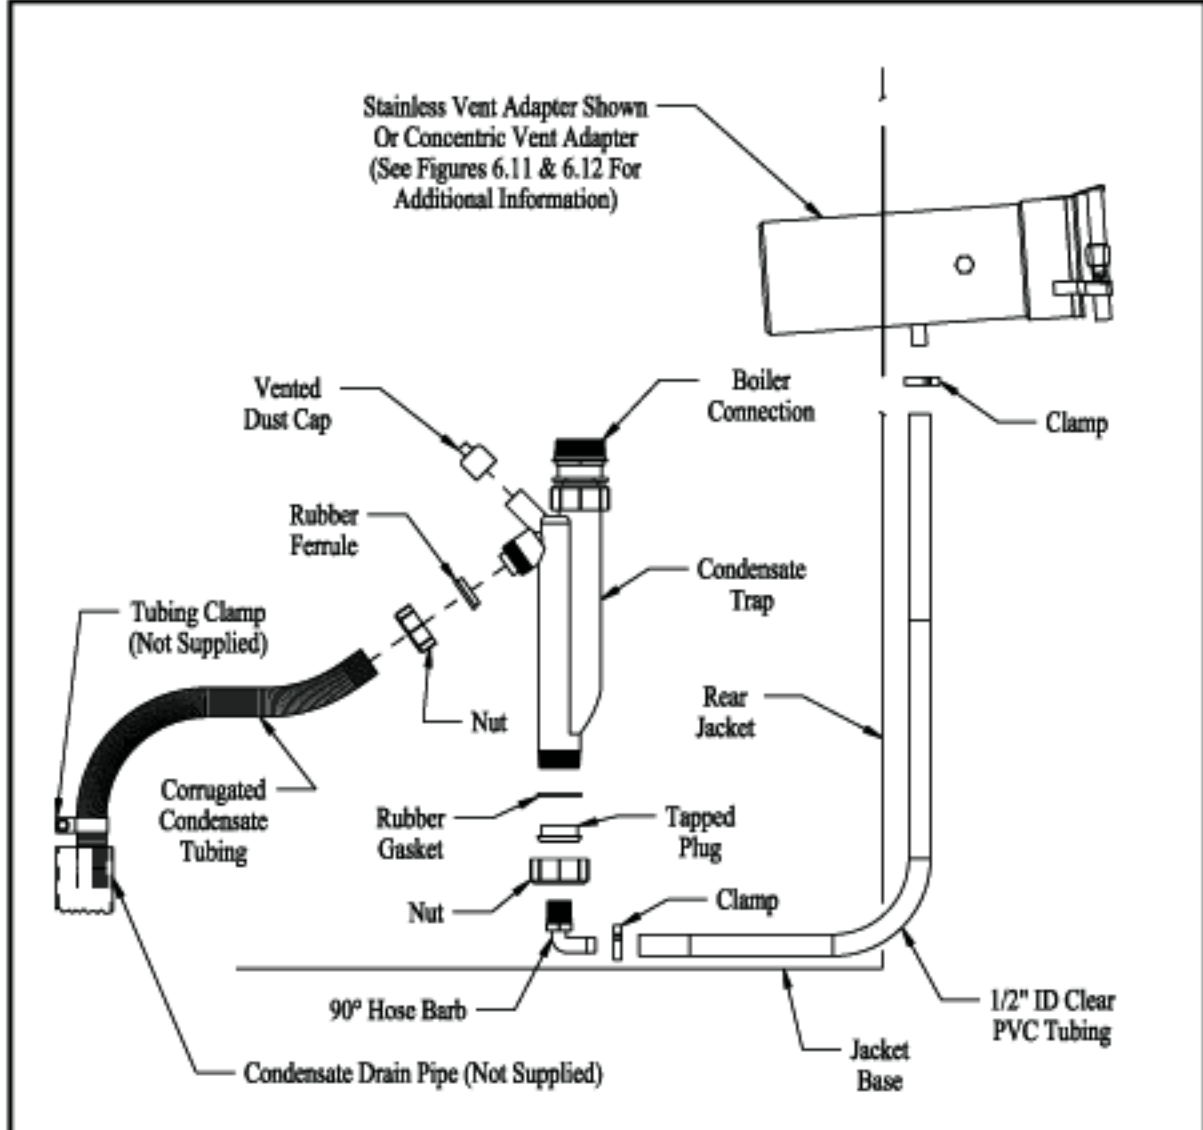 Stainless Vent Adapter Shown
Or Concentric Vent Adapter
(See Figures 6.11 & 6.12 For
Additional Information)
Vented
Dust Cap
Boiler
Connection
Clamp
Rubber
Ferrule
Condensate
Trap
Tubing Clamp
(Not Supplied)
Nut
Rear
Jacket
Corrugated
Condensate
Tubing
Rubber
Gasket
Tapped
Plug
Nut
Clamp
90° Hose Barb
1/2" ID Clear
PVC Tubing
Jacket
Base
Condensate Drain Pipe (Not Supplied)